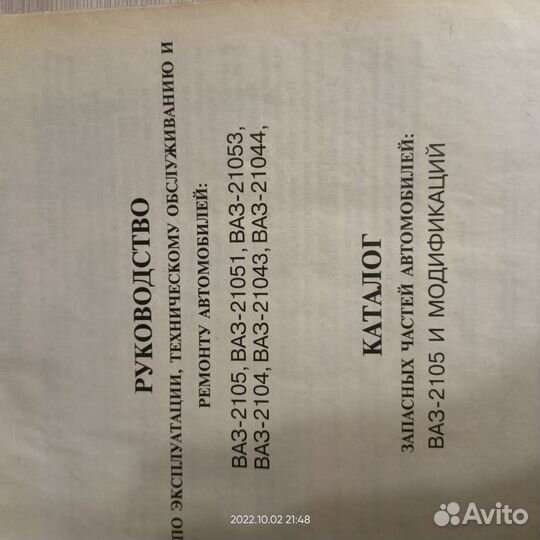 РУКОВОДСТВО
ПО ЭКСПЛУАТАЦИИ, ТЕХНИЧЕСКОМУ ОБСЛУЖИВАНИЮ И
РЕМОНТУ АВТОМОБИЛЕЙ:
ВАЗ-2105, ВАЗ-21051, ВАЗ-21053,
ВАЗ-2104, ВАЗ-21043, ВАЗ-21044,
КАТАЛОГ
ЗАПАСНЫХ ЧАСТЕЙ АВТОМОБИЛЕЙ:
ВАЗ-2105 И МОДИФИКАЦИЙ
2022.10.02 21:48
Avito